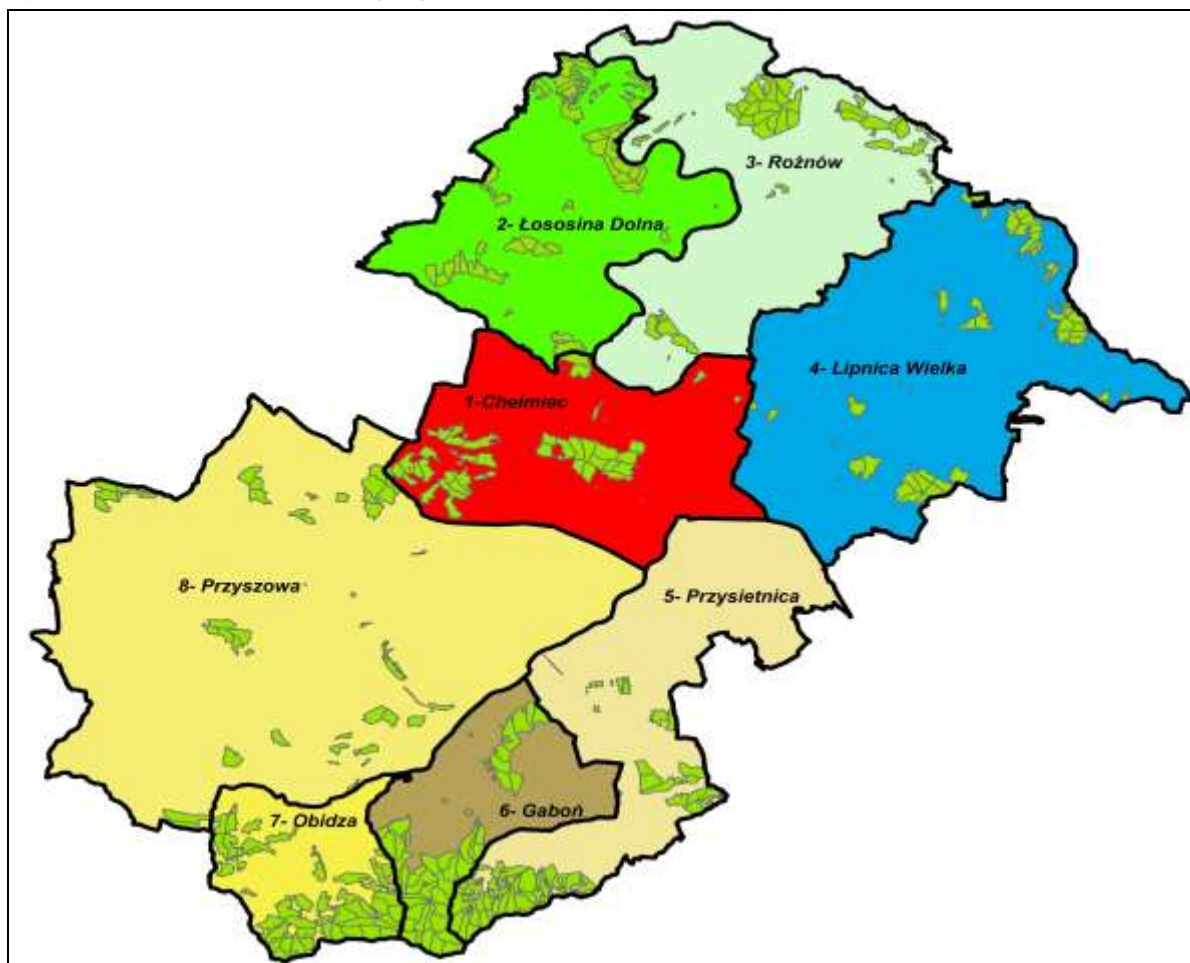 3- Rożnów
2- Łososina Dolna
4- Lipnica Wielka
1-Chełmiec
8- Przyszowa
5- Przysietnica
6- Gaboń
7- Obidza